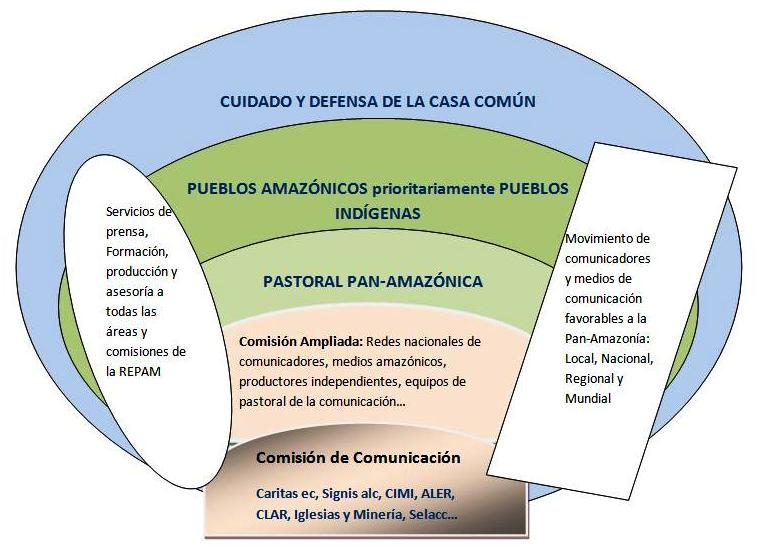 CUIDADO Y DEFENSA DE LA CASA COMÚN
PUEBLOS AMAZÓNICOS prioritariamente PUEBLOS
INDÍGENAS
PASTORAL PAN-AMAZÓNICA
Servicios de
prensa,
Formación,
producción y
asesoría a
todas las
áreas y
comisiones de
la REPAM
Comisión Ampliada: Redes nacionales de
comunicadores, medios amazónicos,
productores independientes, equipos de
pastoral de la comunicación...
Movimiento de
comunicadores
y medios de
comunicación
favorables a la
Pan-Amazonía:
Local, Nacional,
Regional y
Mundial
Comisión de Comunicación
Caritas ec, Signis alc, CIMI, ALER,
CLAR, Iglesias y Minería, Selacc...